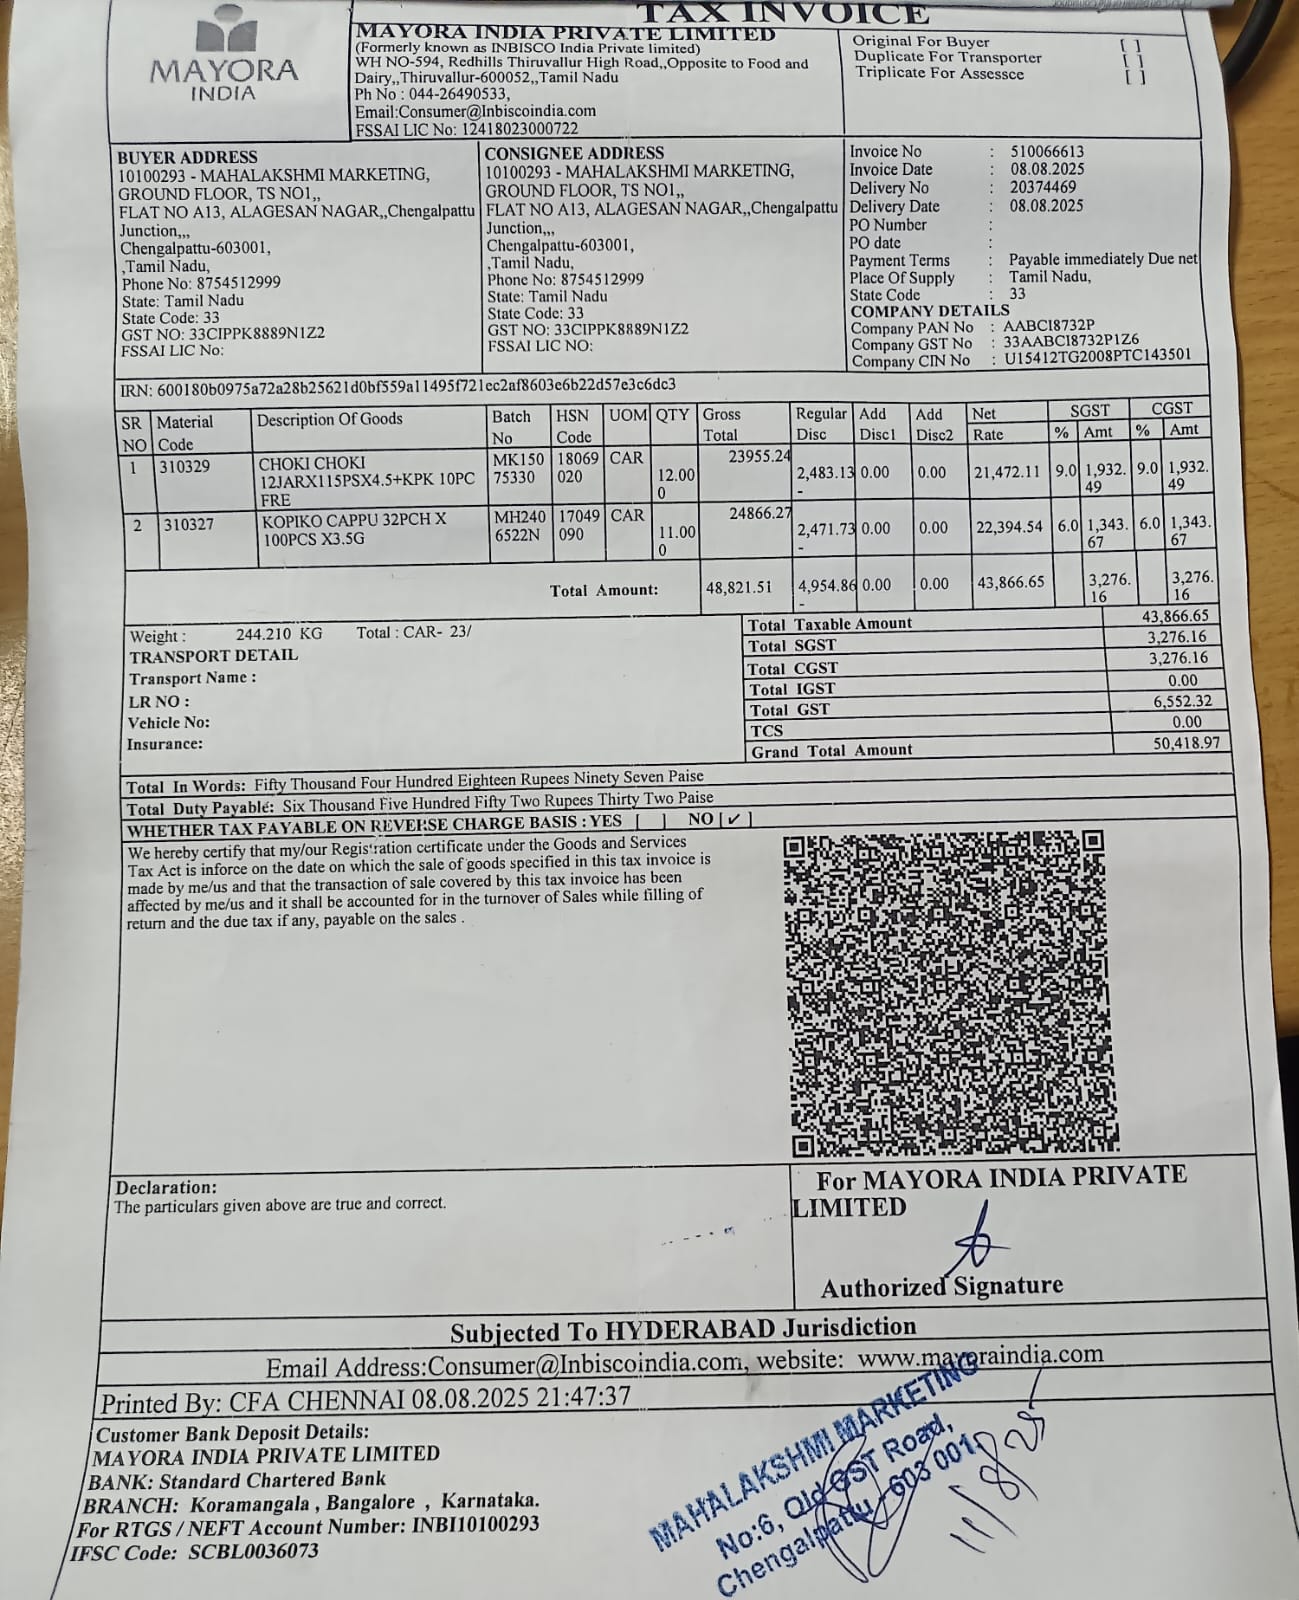 TAX INVOICE
MAYORA
INDIA
MAYORA INDIA PRIVATE LIMITED
(Formerly known as INBISCO India Private limited)
WH NO-594, Redhills Thiruvallur High Road,,Opposite to Food and
Dairy,,Thiruvallur-600052,,Tamil Nadu
Ph No : 044-26490533,
Email:Consumer@Inbiscoindia.com
FSSAI LIC No: 12418023000722
Original For Buyer [ ]
Duplicate For Transporter [ ]
Triplicate For Assessee [ ]
BUYER ADDRESS
10100293 - MAHALAKSHMI MARKETING,
GROUND FLOOR, TS NO1,,
FLAT NO A13, ALAGESAN NAGAR,,Chengalpattu
Junction,,,
Chengalpattu-603001,
,Tamil Nadu,
Phone No: 8754512999
State: Tamil Nadu
State Code: 33
GST NO: 33CIPPK8889N1Z2
FSSAI LIC No:
CONSIGNEE ADDRESS
10100293 - MAHALAKSHMI MARKETING,
GROUND FLOOR, TS NO1,,
FLAT NO A13, ALAGESAN NAGAR,,Chengalpattu
Junction,,,
Chengalpattu-603001,
,Tamil Nadu,
Phone No: 8754512999
State: Tamil Nadu
State Code: 33
GST NO: 33CIPPK8889N1Z2
FSSAI LIC NO:
Invoice No : 510066613
Invoice Date : 08.08.2025
Delivery No : 20374469
Delivery Date : 08.08.2025
PO Number :
PO date :
Payment Terms : Payable immediately Due net
Place Of Supply : Tamil Nadu,
State Code : 33
COMPANY DETAILS
Company PAN No : AABCI8732P
Company GST No : 33AABCI8732P1Z6
Company CIN No : U15412TG2008PTC143501
IRN: 600180b0975a72a28b25621d0bf559a11495f721ec2af8603e6b22d57e3c6dc3
SR NO Material Code Description Of Goods Batch No HSN Code UOM QTY Gross Total Regular Disc Add Disc1 Add Disc2 Net Rate SGST % Amt CGST % Amt
1 310329 CHOKI CHOKI 12JARX115PSX4.5+KPK 10PC FRE MK150 75330 18069 020 CAR 12.00 0 23955.24 2,483.13 - 0.00 0.00 21,472.11 9.0 1,932. 49 9.0 1,932. 49
2 310327 KOPIKO CAPPU 32PCH X 100PCS X3.5G MH240 6522N 17049 090 CAR 11.00 0 24866.27 2,471.73 - 0.00 0.00 22,394.54 6.0 1,343. 67 6.0 1,343. 67
Total Amount: 48,821.51 4,954.86 - 0.00 0.00 43,866.65 3,276. 16 3,276. 16
Weight : 244.210 KG Total : CAR- 23/
TRANSPORT DETAIL
Transport Name :
LR NO :
Vehicle No:
Insurance:
Total Taxable Amount 43,866.65
Total SGST 3,276.16
Total CGST 3,276.16
Total IGST 0.00
Total GST 6,552.32
TCS 0.00
Grand Total Amount 50,418.97
Total In Words: Fifty Thousand Four Hundred Eighteen Rupees Ninety Seven Paise
Total Duty Payable: Six Thousand Five Hundred Fifty Two Rupees Thirty Two Paise
WHETHER TAX PAYABLE ON REVERSE CHARGE BASIS : YES [ ] NO [✓]
We hereby certify that my/our Registration certificate under the Goods and Services
Tax Act is inforce on the date on which the sale of goods specified in this tax invoice is
made by me/us and that the transaction of sale covered by this tax invoice has been
affected by me/us and it shall be accounted for in the turnover of Sales while filling of
return and the due tax if any, payable on the sales .
Declaration:
The particulars given above are true and correct.
For MAYORA INDIA PRIVATE
LIMITED
Authorized Signature
Subjected To HYDERABAD Jurisdiction
Email Address:Consumer@Inbiscoindia.com, website: www.mayoraindia.com
Printed By: CFA CHENNAI 08.08.2025 21:47:37
Customer Bank Deposit Details:
MAYORA INDIA PRIVATE LIMITED
BANK: Standard Chartered Bank
BRANCH: Koramangala , Bangalore , Karnataka.
For RTGS / NEFT Account Number: INBI10100293
IFSC Code: SCBL0036073
MAHALAKSHMI MARKETING
No:6, Old GST Road,
Chengalpattu - 603 001.
11/8/25